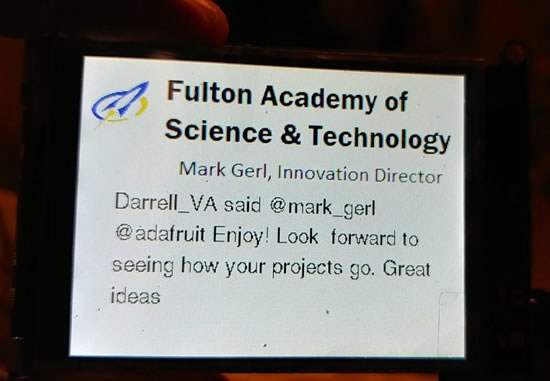 Fulton Academy of
Science & Technology
Mark Gerl, Innovation Director
Darrell_VA said @mark_gerl
@adafruit Enjoy! Look  forward to
seeing how your projects go. Great
ideas